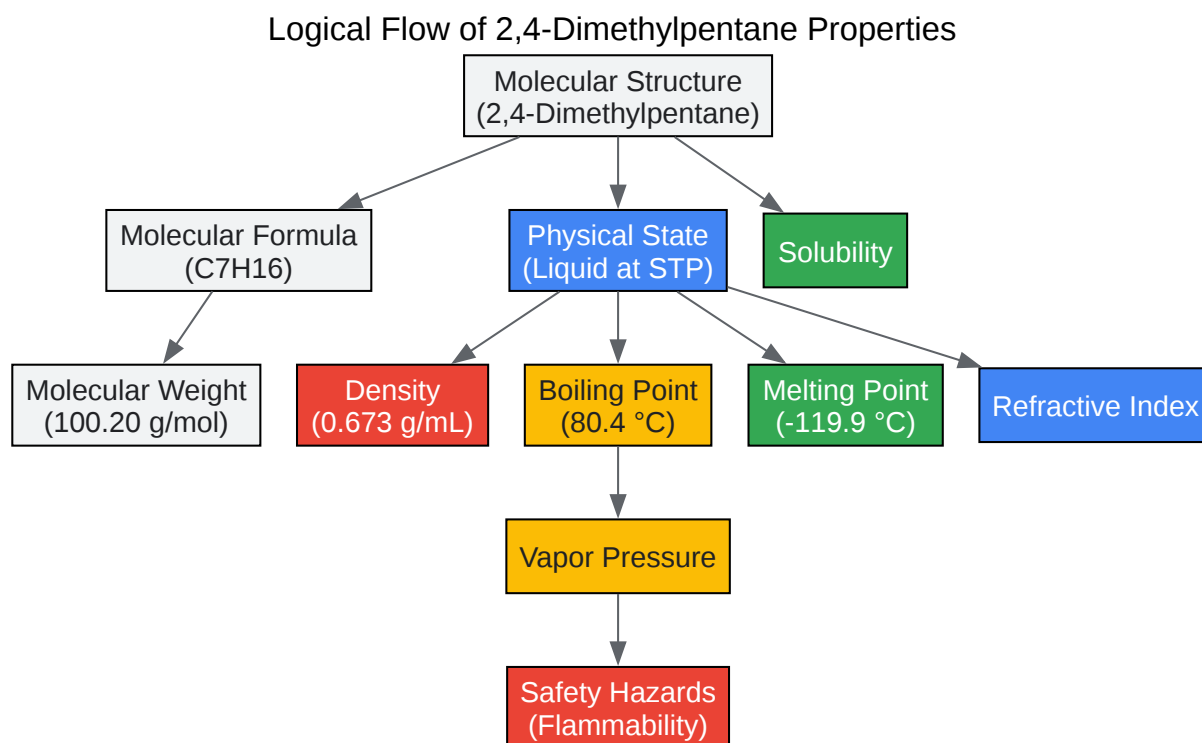 Logical Flow of 2,4-Dimethylpentane Properties
Molecular Structure
(2,4-Dimethylpentane)
Molecular Formula
(C7H16)
Physical State
(Liquid at STP)
Solubility
Molecular Weight
(100.20 g/mol)
Density
(0.673 g/mL)
Boiling Point
(80.4 °C)
Melting Point
(-119.9 °C)
Refractive Index
Vapor Pressure
Safety Hazards
(Flammability)